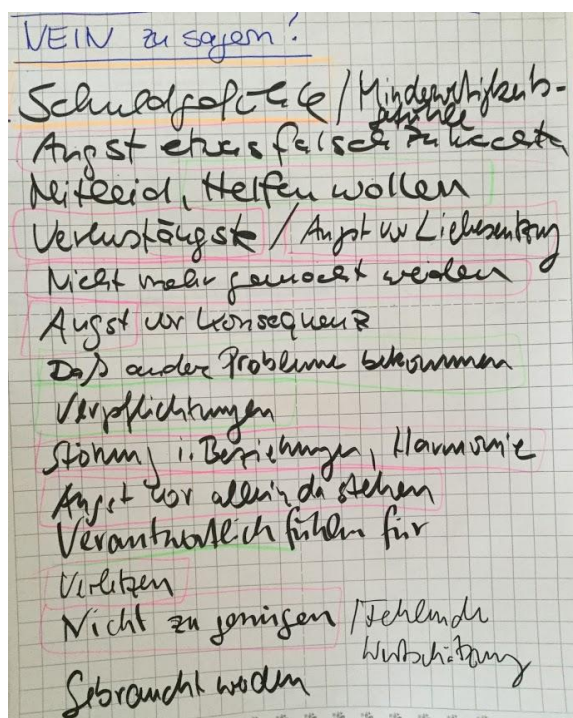 NEIN zu sagen!
Schuldgefühle / Minderwertigkeits-
gefühle
Angst etwas falsch zu machen
Mitleid, Helfen wollen
Verlustängste / Angst vor Liebesentzug
Nicht mehr gemocht werden
Angst vor Konsequenz
Daß andere Probleme bekommen
Verpflichtungen
Störung i. Beziehungen, Harmonie
Angst vor allein da stehen
Verantwortlich fühlen für
Verletzen
Nicht zu genügen / Fehlende
Wertschätzung
Gebraucht werden